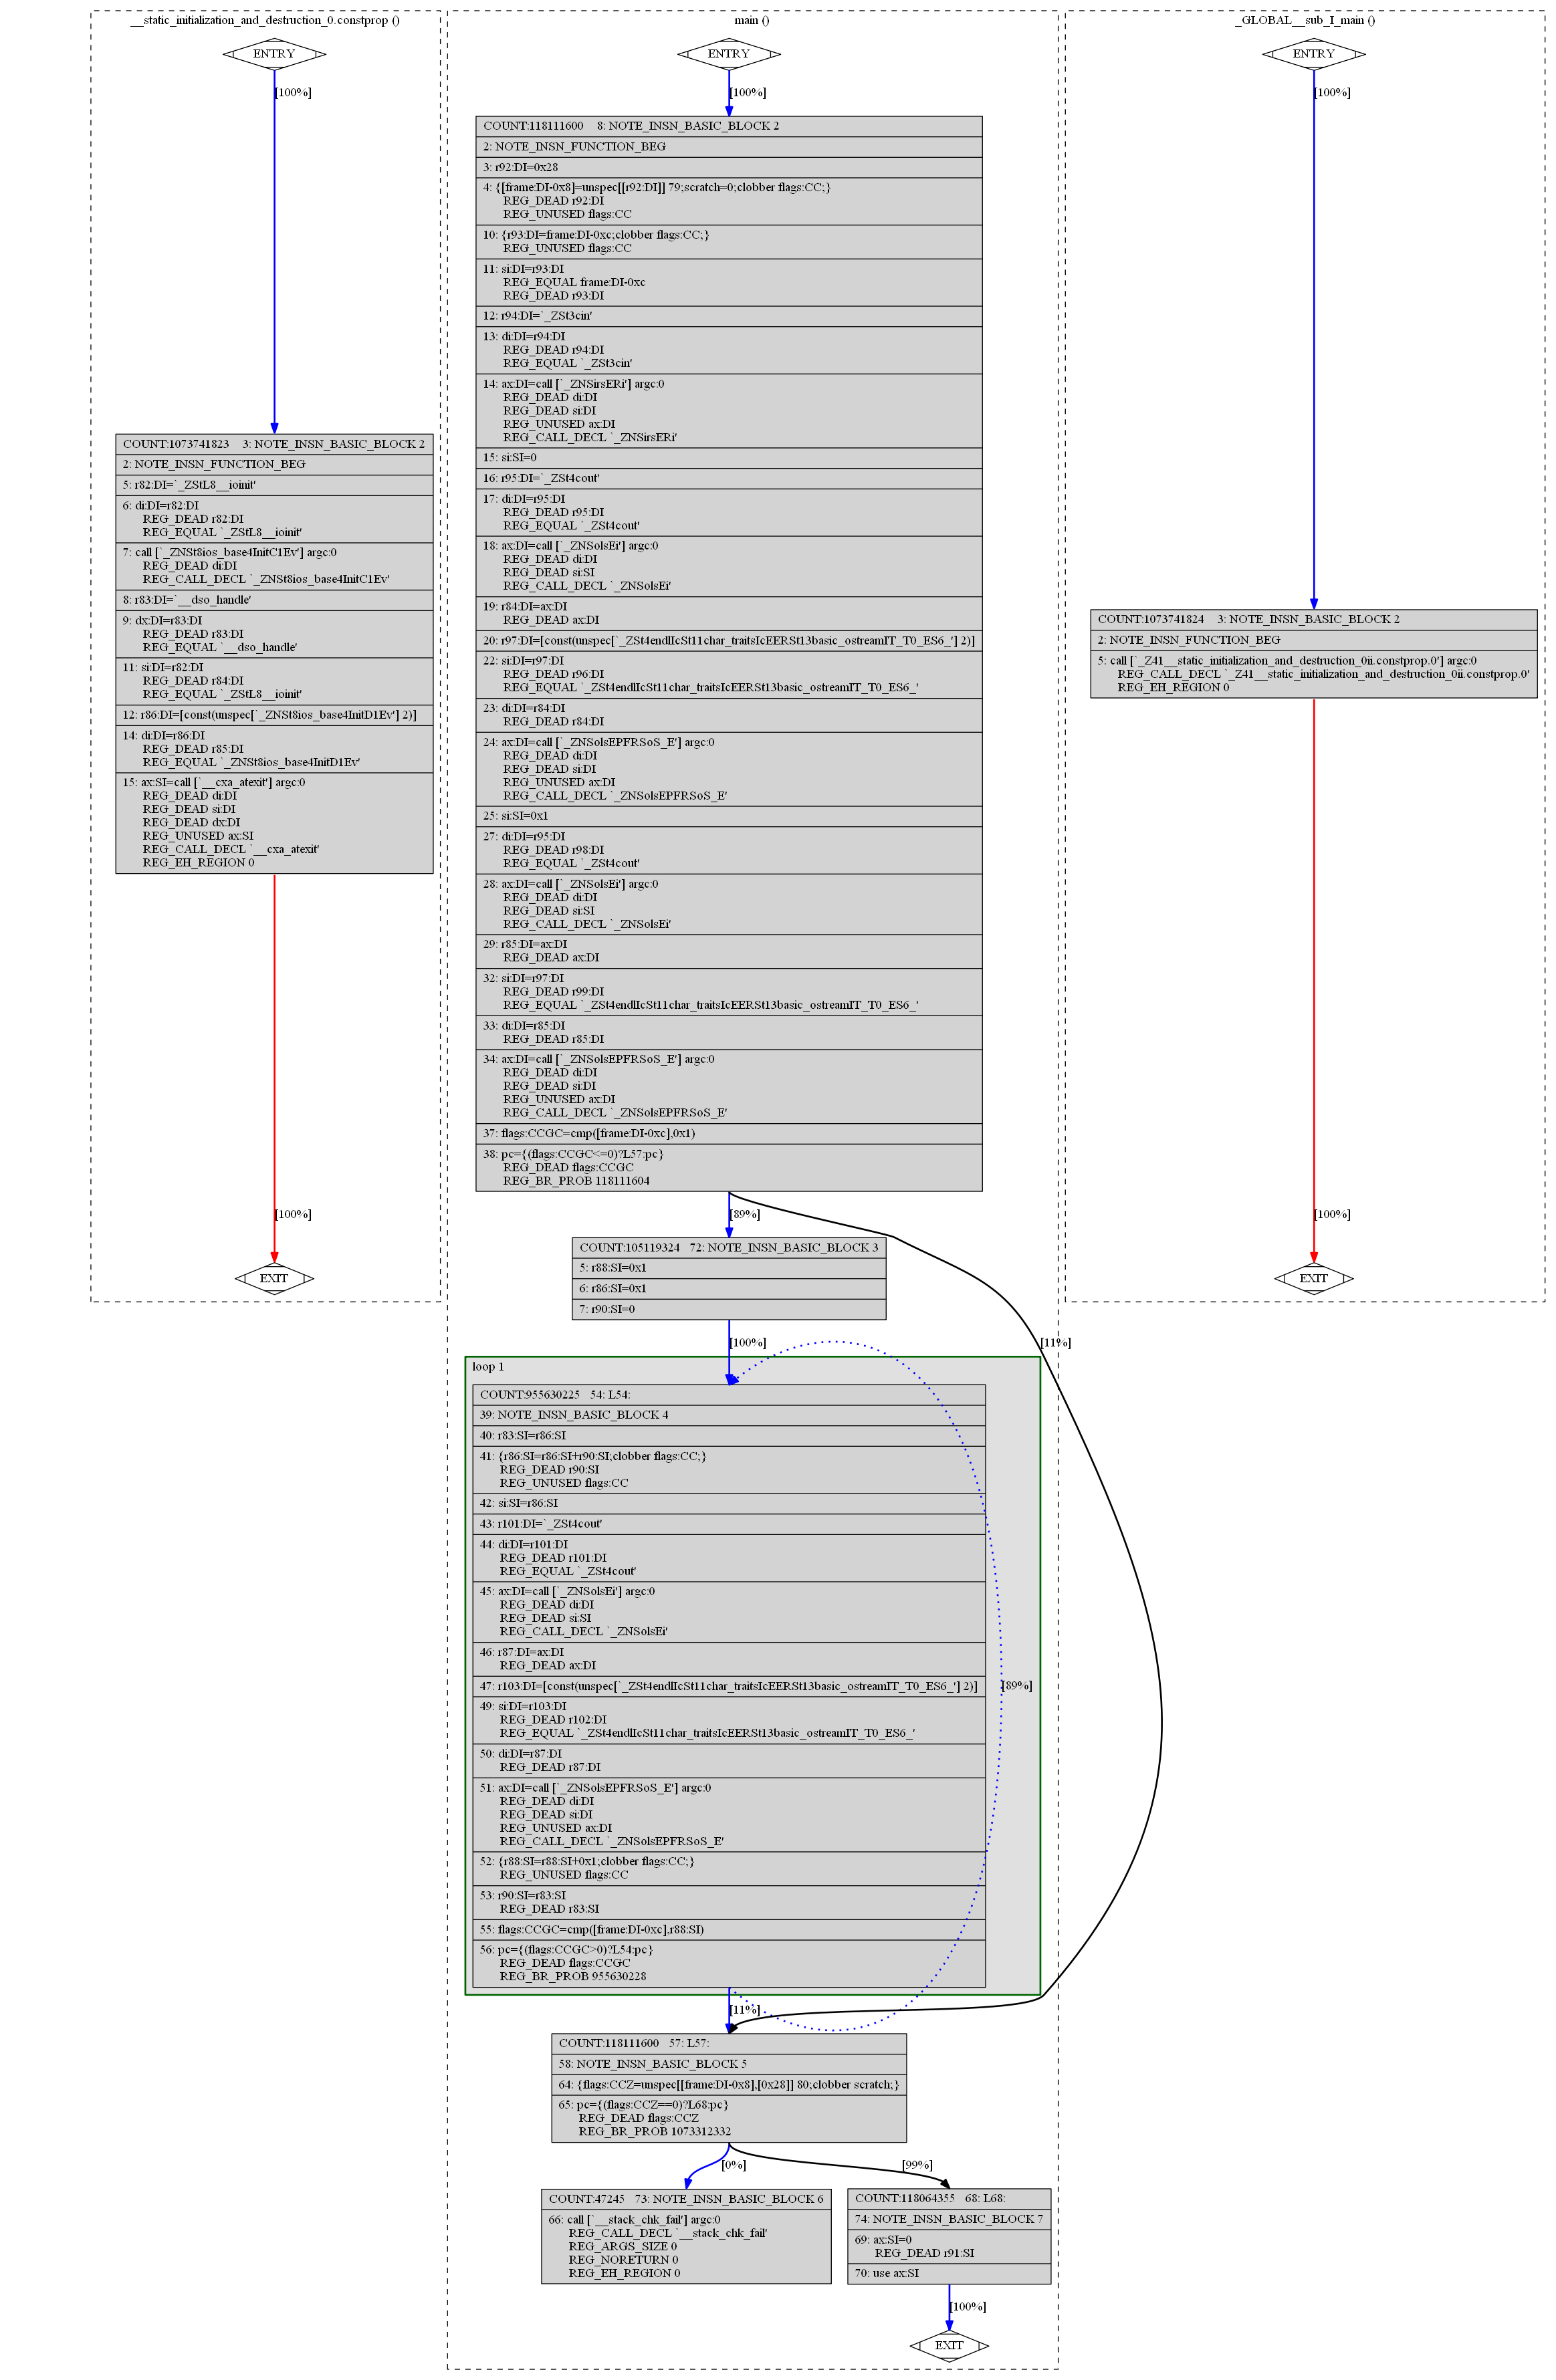 __static_initialization_and_destruction_0.constprop ()
ENTRY
[100%]
COUNT:1073741823 3: NOTE_INSN_BASIC_BLOCK 2
2: NOTE_INSN_FUNCTION_BEG
5: r82:DI=`_ZStL8__ioinit'
6: di:DI=r82:DI
REG_DEAD r82:DI
REG_EQUAL `_ZStL8__ioinit'
7: call [`_ZNSt8ios_base4InitC1Ev'] argc:0
REG_DEAD di:DI
REG_CALL_DECL `_ZNSt8ios_base4InitC1Ev'
8: r83:DI=`__dso_handle'
9: dx:DI=r83:DI
REG_DEAD r83:DI
REG_EQUAL `__dso_handle'
11: si:DI=r82:DI
REG_DEAD r84:DI
REG_EQUAL `_ZStL8__ioinit'
12: r86:DI=[const(unspec[`_ZNSt8ios_base4InitD1Ev'] 2)]
14: di:DI=r86:DI
REG_DEAD r85:DI
REG_EQUAL `_ZNSt8ios_base4InitD1Ev'
15: ax:SI=call [`__cxa_atexit'] argc:0
REG_DEAD di:DI
REG_DEAD si:DI
REG_DEAD dx:DI
REG_UNUSED ax:SI
REG_CALL_DECL `__cxa_atexit'
REG_EH_REGION 0
[100%]
EXIT
main ()
ENTRY
[100%]
COUNT:118111600 8: NOTE_INSN_BASIC_BLOCK 2
2: NOTE_INSN_FUNCTION_BEG
3: r92:DI=0x28
4: {[frame:DI-0x8]=unspec[[r92:DI]] 79;scratch=0;clobber flags:CC;}
REG_DEAD r92:DI
REG_UNUSED flags:CC
10: {r93:DI=frame:DI-0xc;clobber flags:CC;}
REG_UNUSED flags:CC
11: si:DI=r93:DI
REG_EQUAL frame:DI-0xc
REG_DEAD r93:DI
12: r94:DI=`_ZSt3cin'
13: di:DI=r94:DI
REG_DEAD r94:DI
REG_EQUAL `_ZSt3cin'
14: ax:DI=call [`_ZNSirsERi'] argc:0
REG_DEAD di:DI
REG_DEAD si:DI
REG_UNUSED ax:DI
REG_CALL_DECL `_ZNSirsERi'
15: si:SI=0
16: r95:DI=`_ZSt4cout'
17: di:DI=r95:DI
REG_DEAD r95:DI
REG_EQUAL `_ZSt4cout'
18: ax:DI=call [`_ZNSolsEi'] argc:0
REG_DEAD di:DI
REG_DEAD si:SI
REG_CALL_DECL `_ZNSolsEi'
19: r84:DI=ax:DI
REG_DEAD ax:DI
20: r97:DI=[const(unspec[`_ZSt4endlIcSt11char_traitsIcEERSt13basic_ostreamIT_T0_ES6_'] 2)]
22: si:DI=r97:DI
REG_DEAD r96:DI
REG_EQUAL `_ZSt4endlIcSt11char_traitsIcEERSt13basic_ostreamIT_T0_ES6_'
23: di:DI=r84:DI
REG_DEAD r84:DI
24: ax:DI=call [`_ZNSolsEPFRSoS_E'] argc:0
REG_DEAD di:DI
REG_DEAD si:DI
REG_UNUSED ax:DI
REG_CALL_DECL `_ZNSolsEPFRSoS_E'
25: si:SI=0x1
27: di:DI=r95:DI
REG_DEAD r98:DI
REG_EQUAL `_ZSt4cout'
28: ax:DI=call [`_ZNSolsEi'] argc:0
REG_DEAD di:DI
REG_DEAD si:SI
REG_CALL_DECL `_ZNSolsEi'
29: r85:DI=ax:DI
REG_DEAD ax:DI
32: si:DI=r97:DI
REG_DEAD r99:DI
REG_EQUAL `_ZSt4endlIcSt11char_traitsIcEERSt13basic_ostreamIT_T0_ES6_'
33: di:DI=r85:DI
REG_DEAD r85:DI
34: ax:DI=call [`_ZNSolsEPFRSoS_E'] argc:0
REG_DEAD di:DI
REG_DEAD si:DI
REG_UNUSED ax:DI
REG_CALL_DECL `_ZNSolsEPFRSoS_E'
37: flags:CCGC=cmp([frame:DI-0xc],0x1)
38: pc={(flags:CCGC<=0)?L57:pc}
REG_DEAD flags:CCGC
REG_BR_PROB 118111604
[89%]
COUNT:105119324 72: NOTE_INSN_BASIC_BLOCK 3
5: r88:SI=0x1
6: r86:SI=0x1
7: r90:SI=0
[100%]
[11%]
loop 1
COUNT:955630225 54: L54:
39: NOTE_INSN_BASIC_BLOCK 4
40: r83:SI=r86:SI
41: {r86:SI=r86:SI+r90:SI;clobber flags:CC;}
REG_DEAD r90:SI
REG_UNUSED flags:CC
42: si:SI=r86:SI
43: r101:DI=`_ZSt4cout'
44: di:DI=r101:DI
REG_DEAD r101:DI
REG_EQUAL `_ZSt4cout'
45: ax:DI=call [`_ZNSolsEi'] argc:0
REG_DEAD di:DI
REG_DEAD si:SI
REG_CALL_DECL `_ZNSolsEi'
46: r87:DI=ax:DI
REG_DEAD ax:DI
47: r103:DI=[const(unspec[`_ZSt4endlIcSt11char_traitsIcEERSt13basic_ostreamIT_T0_ES6_'] 2)]
[89%]
49: si:DI=r103:DI
REG_DEAD r102:DI
REG_EQUAL `_ZSt4endlIcSt11char_traitsIcEERSt13basic_ostreamIT_T0_ES6_'
50: di:DI=r87:DI
REG_DEAD r87:DI
51: ax:DI=call [`_ZNSolsEPFRSoS_E'] argc:0
REG_DEAD di:DI
REG_DEAD si:DI
REG_UNUSED ax:DI
REG_CALL_DECL `_ZNSolsEPFRSoS_E'
52: {r88:SI=r88:SI+0x1;clobber flags:CC;}
REG_UNUSED flags:CC
53: r90:SI=r83:SI
REG_DEAD r83:SI
55: flags:CCGC=cmp([frame:DI-0xc],r88:SI)
56: pc={(flags:CCGC>0)?L54:pc}
REG_DEAD flags:CCGC
REG_BR_PROB 955630228
[11%]
COUNT:118111600 57: L57:
58: NOTE_INSN_BASIC_BLOCK 5
64: {flags:CCZ=unspec[[frame:DI-0x8],[0x28]] 80;clobber scratch;}
65: pc={(flags:CCZ==0)?L68:pc}
REG_DEAD flags:CCZ
REG_BR_PROB 1073312332
[0%]
[99%]
COUNT:47245 73: NOTE_INSN_BASIC_BLOCK 6
66: call [`__stack_chk_fail'] argc:0
REG_CALL_DECL `__stack_chk_fail'
REG_ARGS_SIZE 0
REG_NORETURN 0
REG_EH_REGION 0
COUNT:118064355 68: L68:
74: NOTE_INSN_BASIC_BLOCK 7
69: ax:SI=0
REG_DEAD r91:SI
70: use ax:SI
[100%]
EXIT
_GLOBAL__sub_I_main ()
ENTRY
[100%]
COUNT:1073741824 3: NOTE_INSN_BASIC_BLOCK 2
2: NOTE_INSN_FUNCTION_BEG
5: call [`_Z41__static_initialization_and_destruction_0ii.constprop.0'] argc:0
REG_CALL_DECL `_Z41__static_initialization_and_destruction_0ii.constprop.0'
REG_EH_REGION 0
[100%]
EXIT